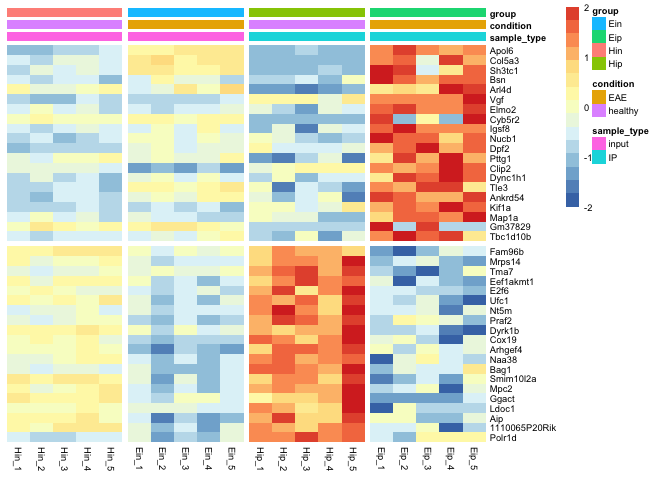 group
condition
sample_type
Apol6
Col5a3
Sh3tc1
Bsn
Arl4d
Vgf
Elmo2
Cyb5r2
Igsf8
Nucb1
Dpf2
Pttg1
Clip2
Dync1h1
Tle3
Ankrd54
Kif1a
Map1a
Gm37829
Tbc1d10b
Fam96b
Mrps14
Tma7
Eef1akmt1
E2f6
Ufc1
Nt5m
Praf2
Dyrk1b
Cox19
Arhgef4
Naa38
Bag1
Smim10l2a
Mpc2
Ggact
Ldoc1
Aip
1110065P20Rik
Polr1d
Hin_1
Hin_2
Hin_3
Hin_4
Hin_5
Ein_1
Ein_2
Ein_3
Ein_4
Ein_5
Hip_1
Hip_2
Hip_3
Hip_4
Hip_5
Eip_1
Eip_2
Eip_3
Eip_4
Eip_5
2
1
0
-1
-2
group
Ein
Eip
Hin
Hip
condition
EAE
healthy
sample_type
input
IP